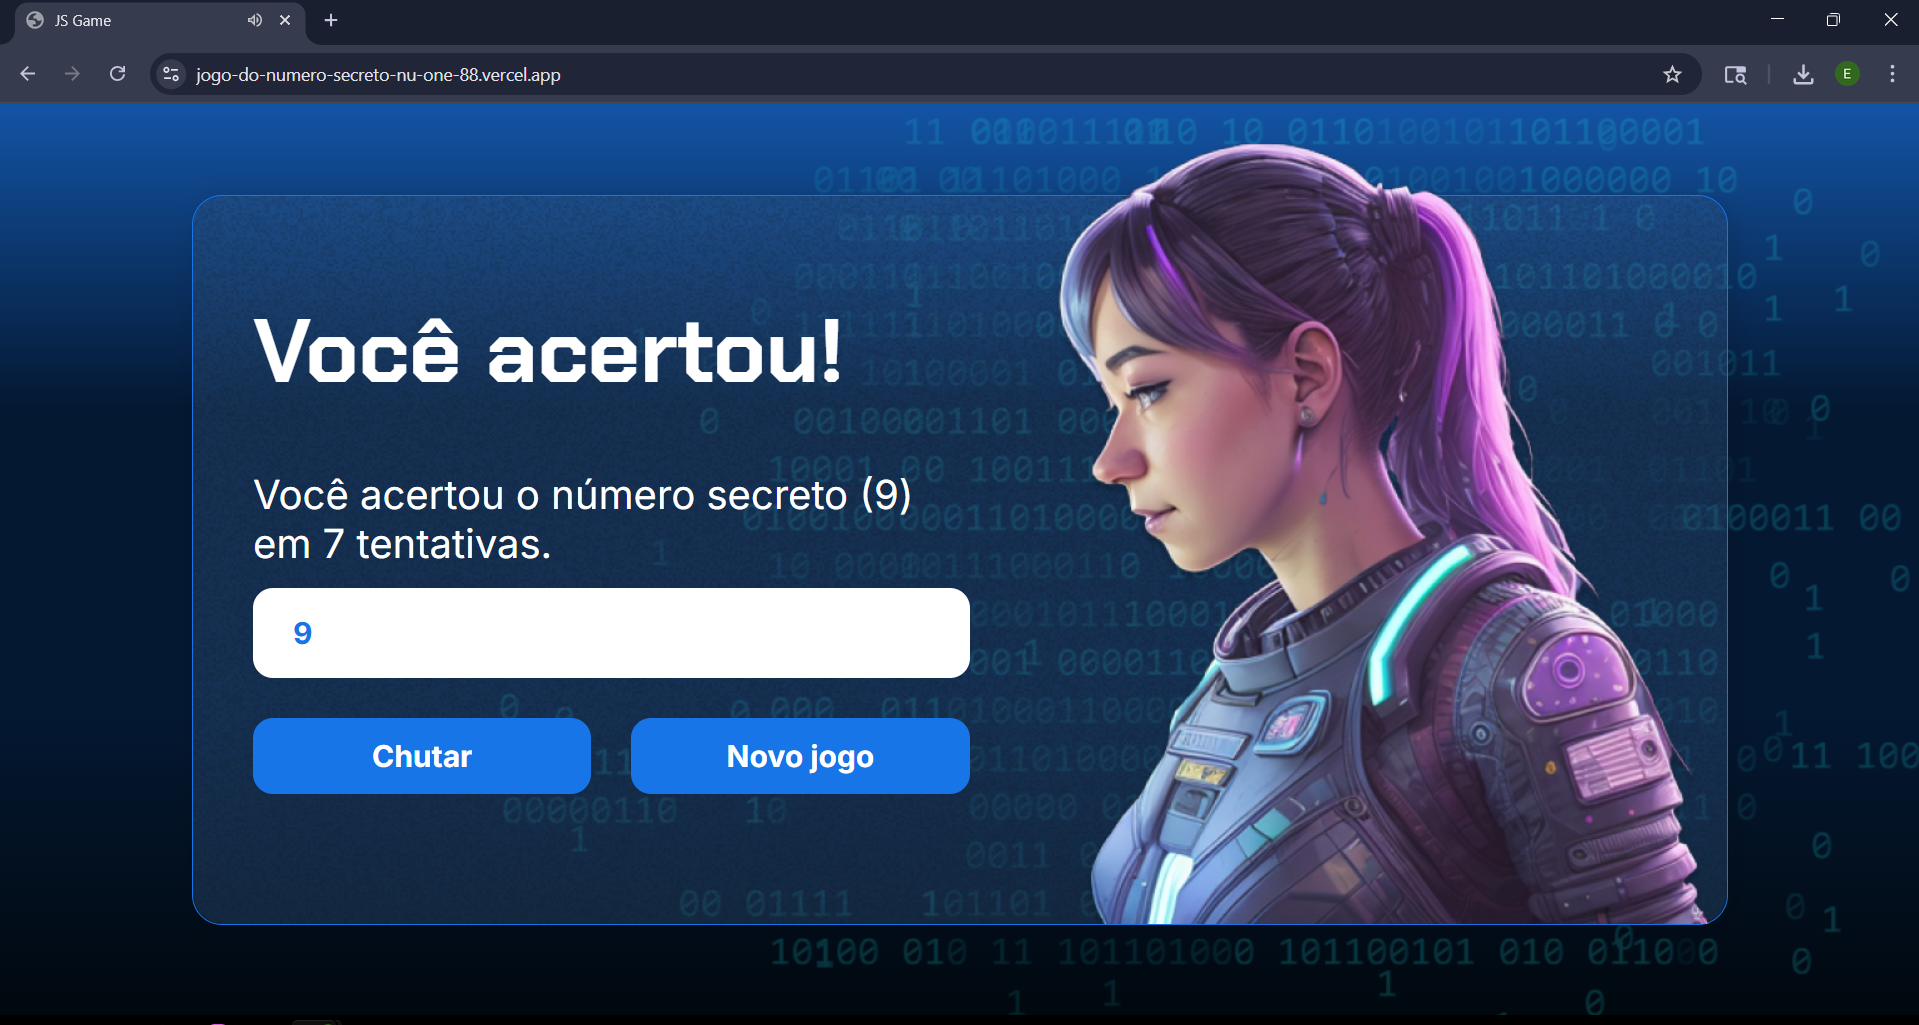 JS Game
jogo-do-numero-secreto-nu-one-88.vercel.app
E
Você acertou!
Você acertou o número secreto (9)
em 7 tentativas.
9
Chutar
Novo jogo